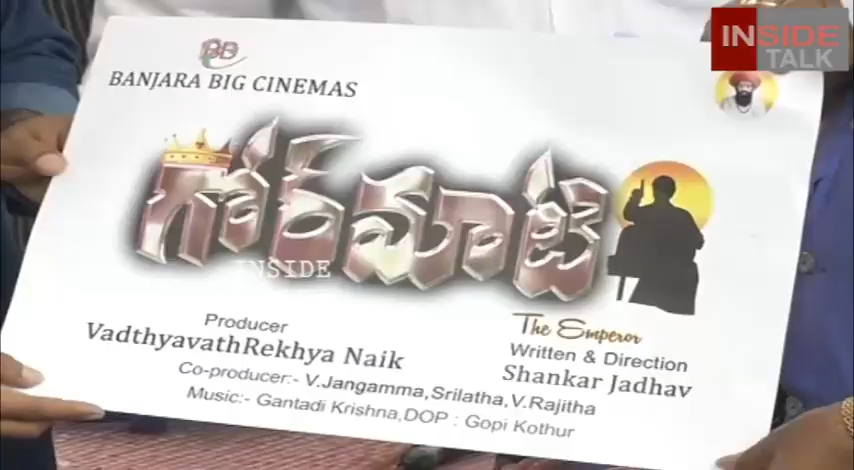 INSIDE
TALK
BB
BANJARA BIG CINEMAS
గోర్ మాటి
INSIDE
The Emperor
Producer
VadthyavathRekhya Naik
Written & Direction
Shankar Jadhav
Co-producer:- V.Jangamma,Srilatha,V.Rajitha
Music:- Gantadi Krishna,DOP : Gopi Kothur